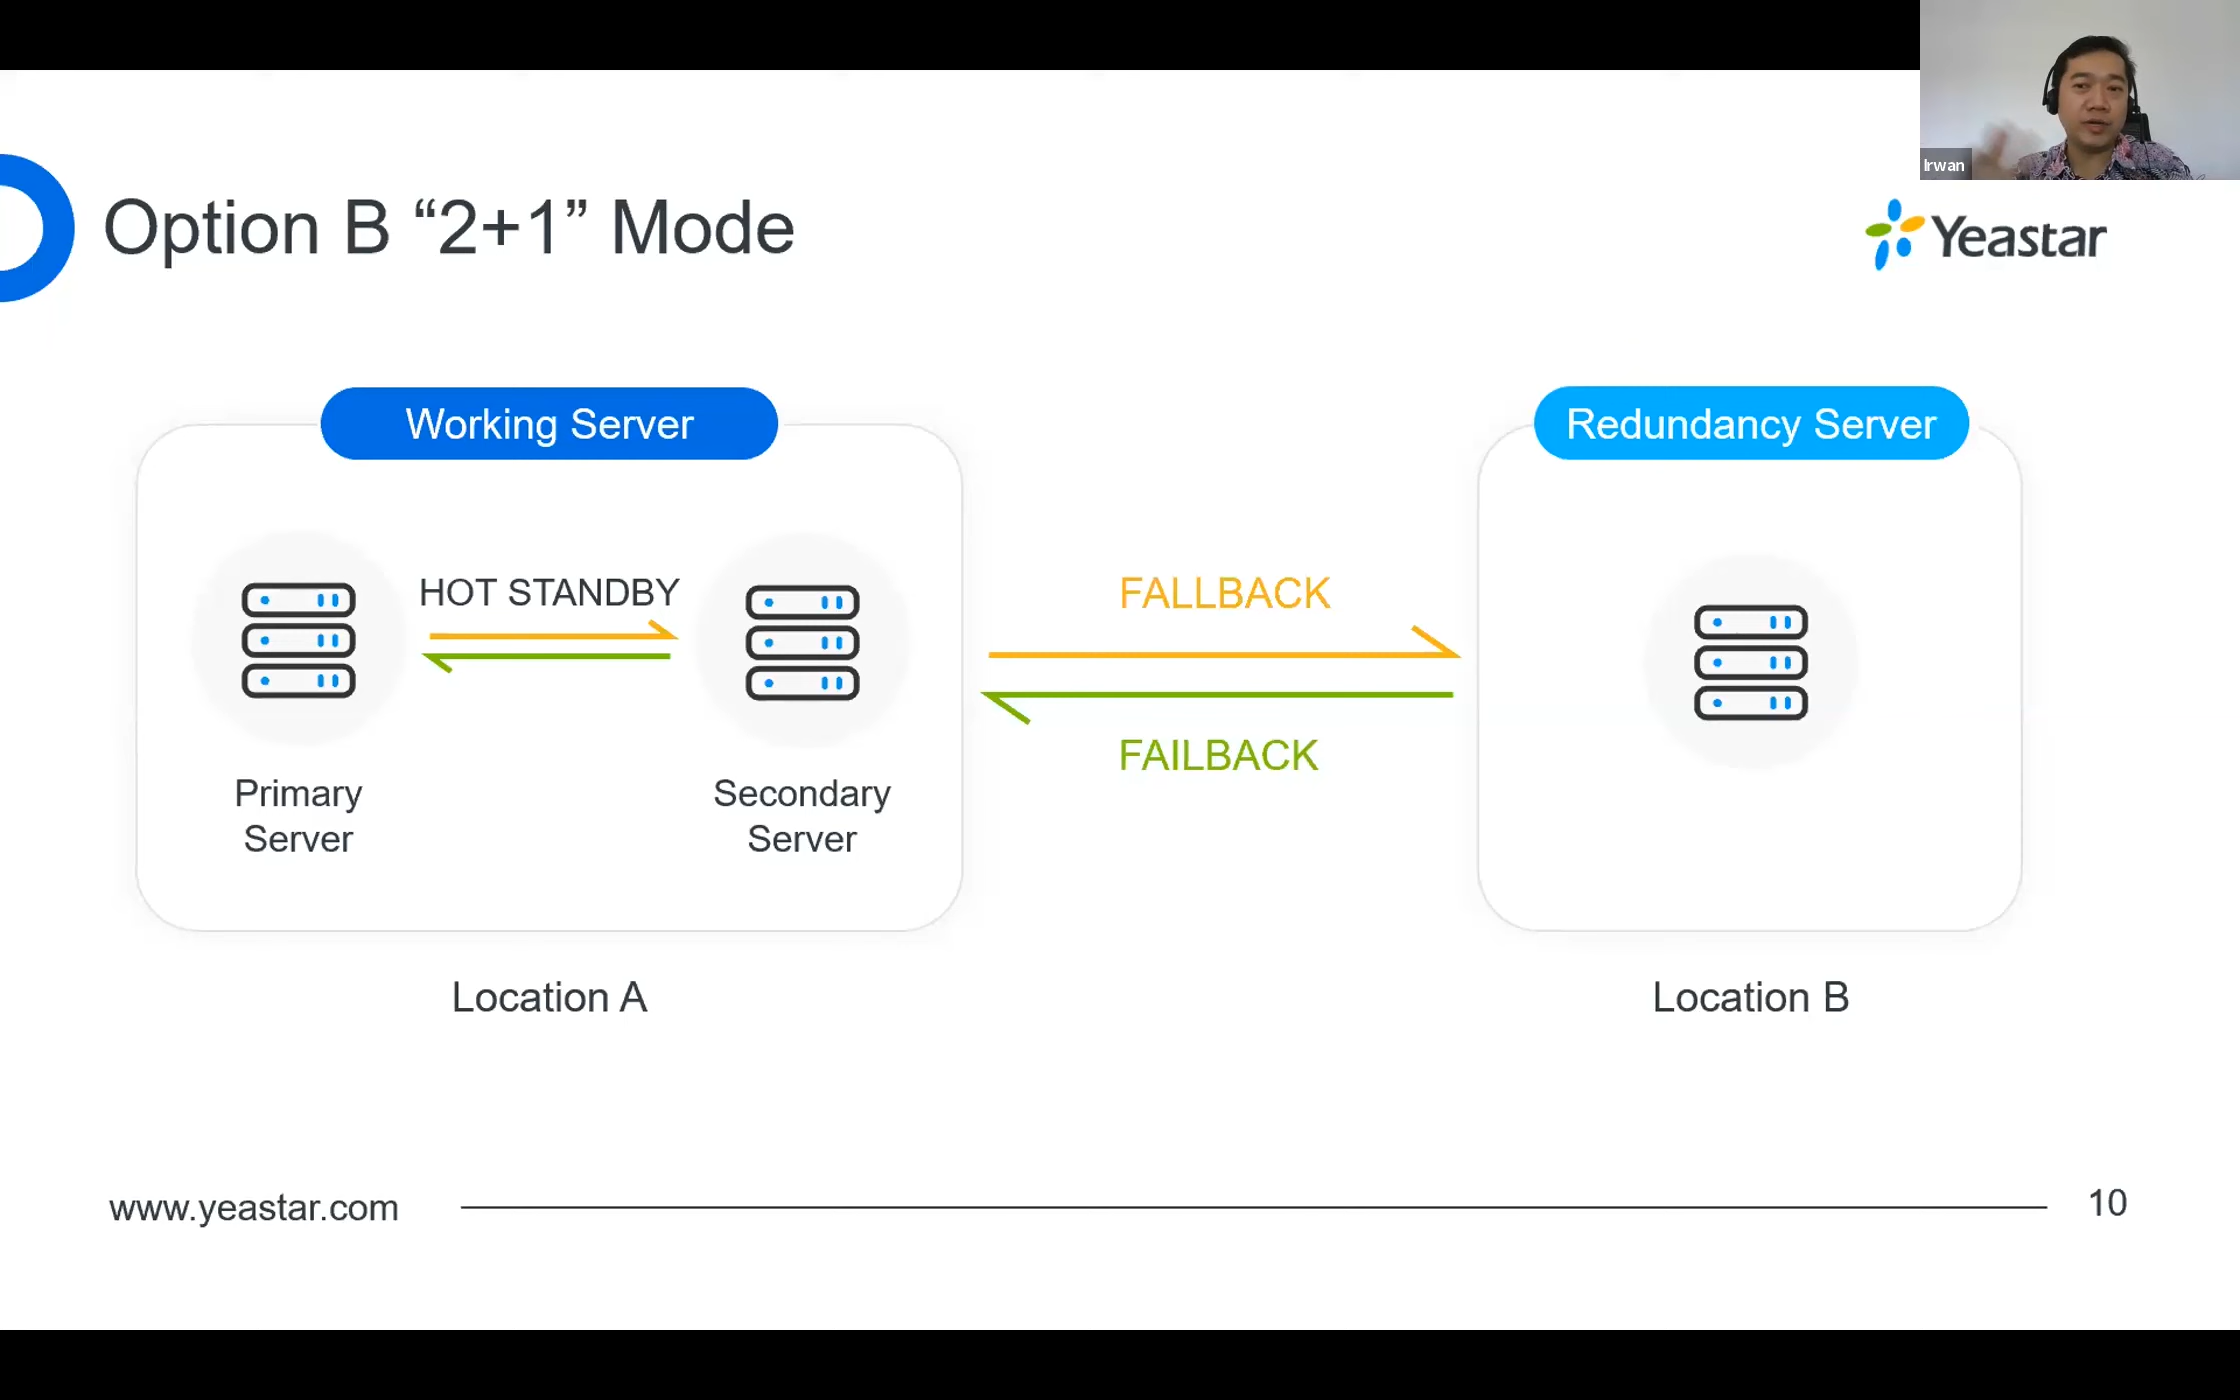 Irwan
Option B “2+1” Mode
Yeastar
Working Server
Redundancy Server
HOT STANDBY
FALLBACK
FAILBACK
Primary
Server
Secondary
Server
Location A
Location B
www.yeastar.com
10